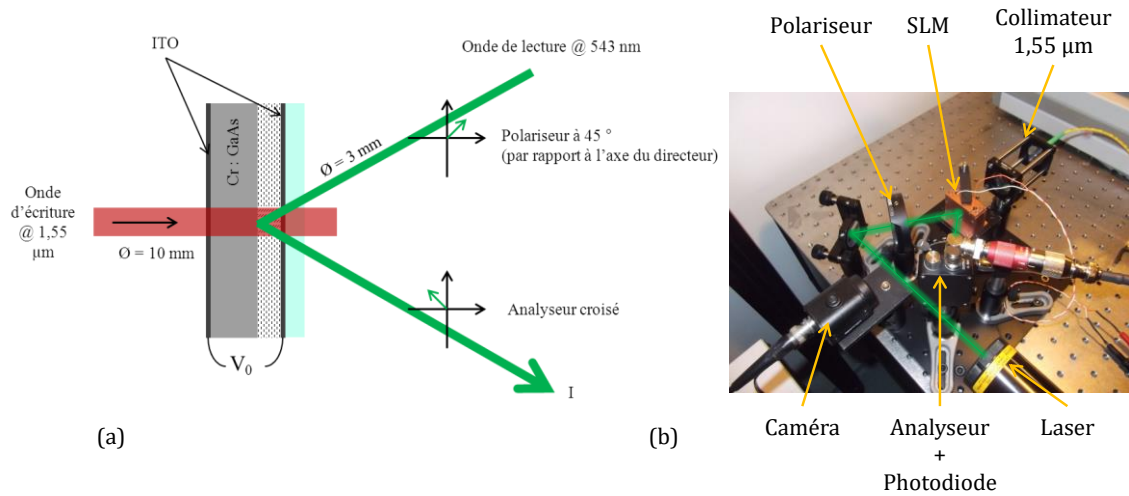 ITO
Onde de lecture @ 543 nm
Cr : GaAs
Ø = 3 mm
Polariseur à 45 °
(par rapport à l'axe du directeur)
Onde
d'écriture
@ 1,55
µm
Ø = 10 mm
Analyseur croisé
V₀
I
(a)
Polariseur
SLM
Collimateur
1,55 µm
(b)
Caméra
Analyseur
+
Photodiode
Laser